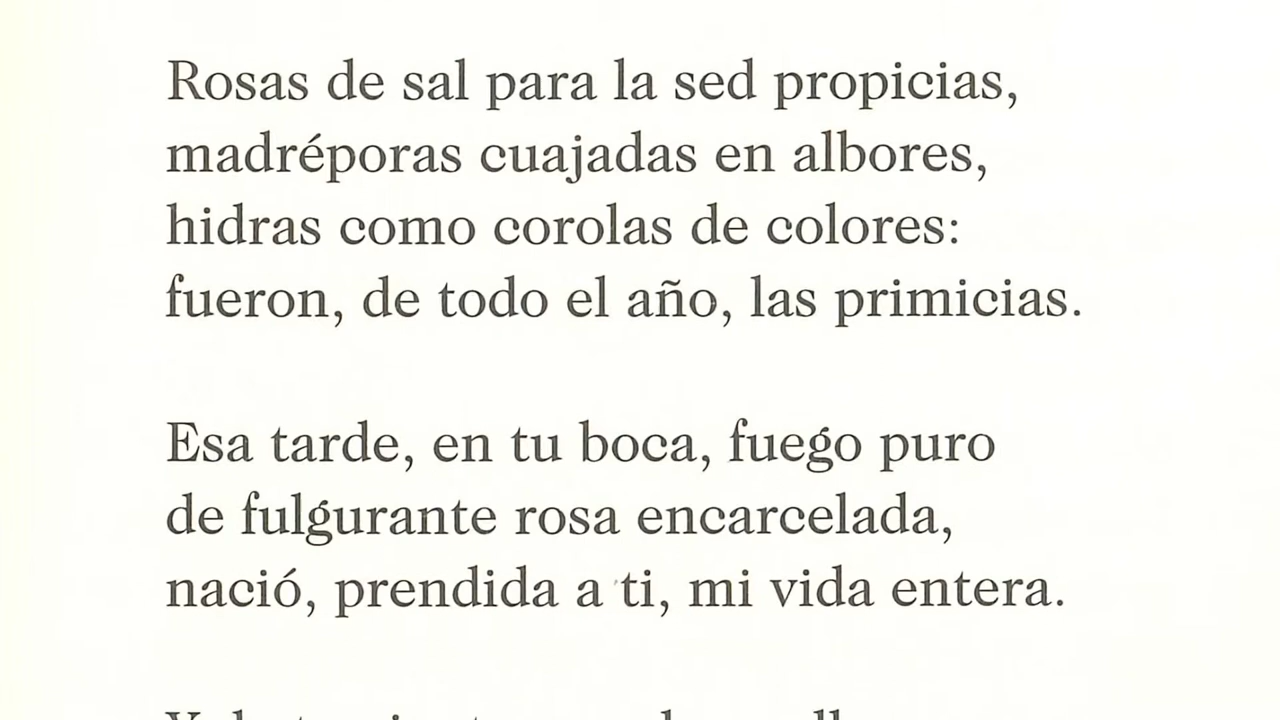 Rosas de sal para la sed propicias,
madréporas cuajadas en albores,
hidras como corolas de colores:
fueron, de todo el año, las primicias.
Esa tarde, en tu boca, fuego puro
de fulgurante rosa encarcelada,
nació, prendida a ti, mi vida entera.